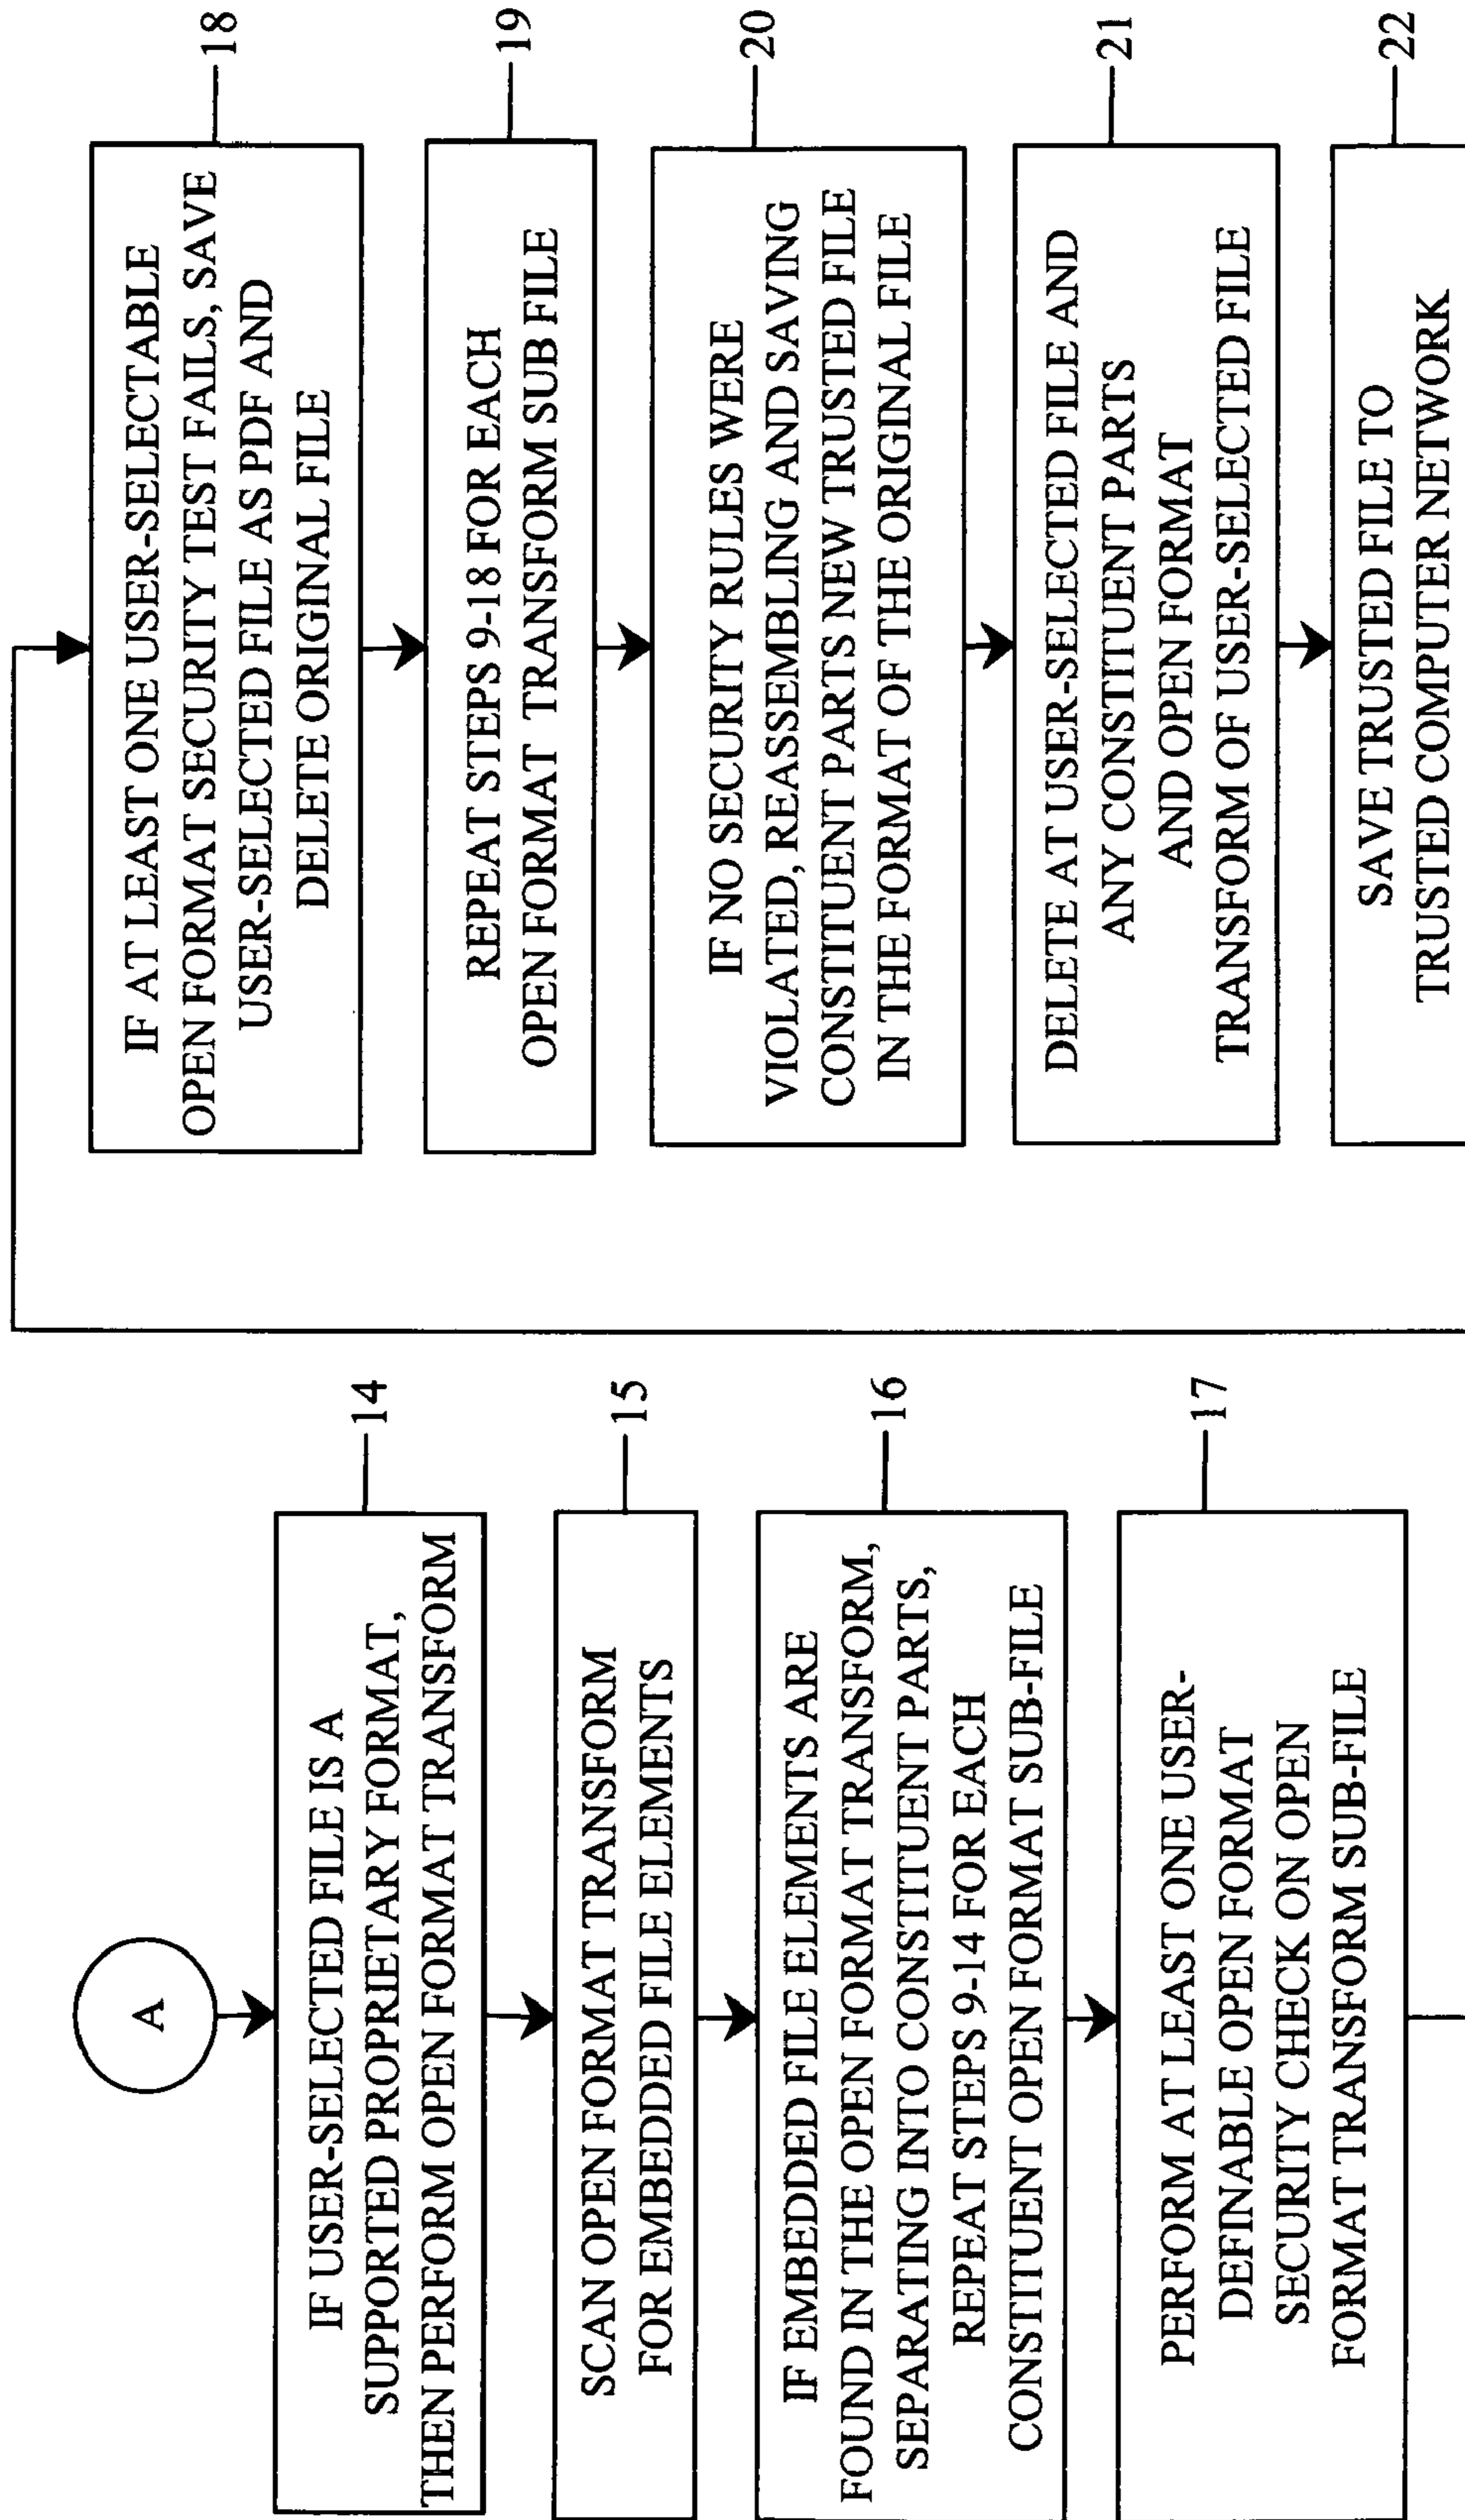 A
IF USER-SELECTED FILE IS A
SUPPORTED PROPRIETARY FORMAT,
THEN PERFORM OPEN FORMAT TRANSFORM
14
SCAN OPEN FORMAT TRANSFORM
FOR EMBEDDED FILE ELEMENTS
15
IF EMBEDDED FILE ELEMENTS ARE
FOUND IN THE OPEN FORMAT TRANSFORM,
SEPARATING INTO CONSTITUENT PARTS,
REPEAT STEPS 9-14 FOR EACH
CONSTITUENT OPEN FORMAT SUB-FILE
16
PERFORM AT LEAST ONE USER-
DEFINABLE OPEN FORMAT
SECURITY CHECK ON OPEN
FORMAT TRANSFORM SUB-FILE
17
IF AT LEAST ONE USER-SELECTABLE
OPEN FORMAT SECURITY TEST FAILS, SAVE
USER-SELECTED FILE AS PDF AND
DELETE ORIGINAL FILE
18
REPEAT STEPS 9-18 FOR EACH
OPEN FORMAT TRANSFORM SUB FILE
19
IF NO SECURITY RULES WERE
VIOLATED, REASSEMBLING AND SAVING
CONSTITUENT PARTS NEW TRUSTED FILE
IN THE FORMAT OF THE ORIGINAL FILE
20
DELETE AT USER-SELECTED FILE AND
ANY CONSTITUENT PARTS
AND OPEN FORMAT
TRANSFORM OF USER-SELECTED FILE
21
SAVE TRUSTED FILE TO
TRUSTED COMPUTER NETWORK
22